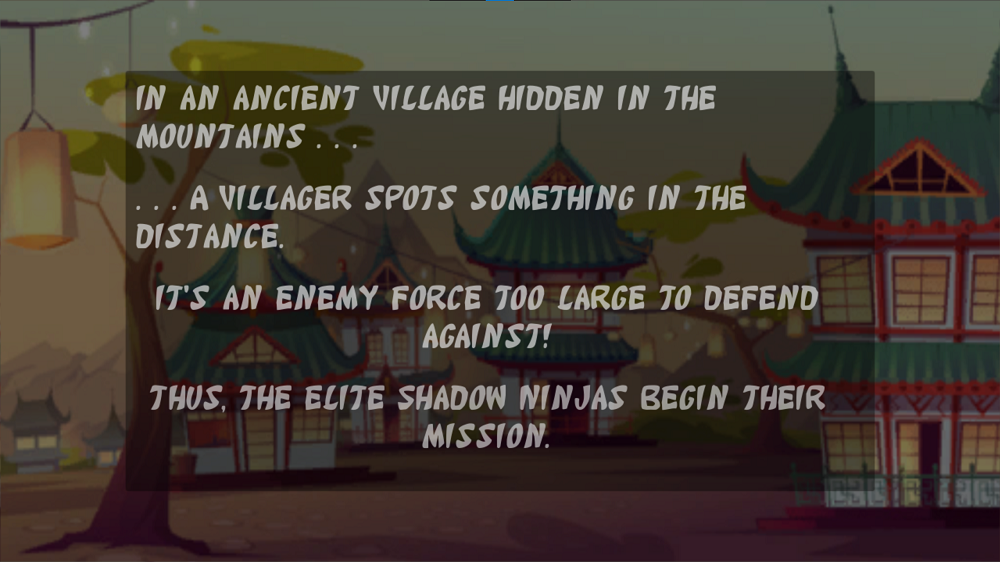 IN AN ANCIENT VILLAGE HIDDEN IN THE
MOUNTAINS . . .
. . . A VILLAGER SPOTS SOMETHING IN THE
DISTANCE.
IT'S AN ENEMY FORCE TOO LARGE TO DEFEND
AGAINST!
THUS, THE ELITE SHADOW NINJAS BEGIN THEIR
MISSION.